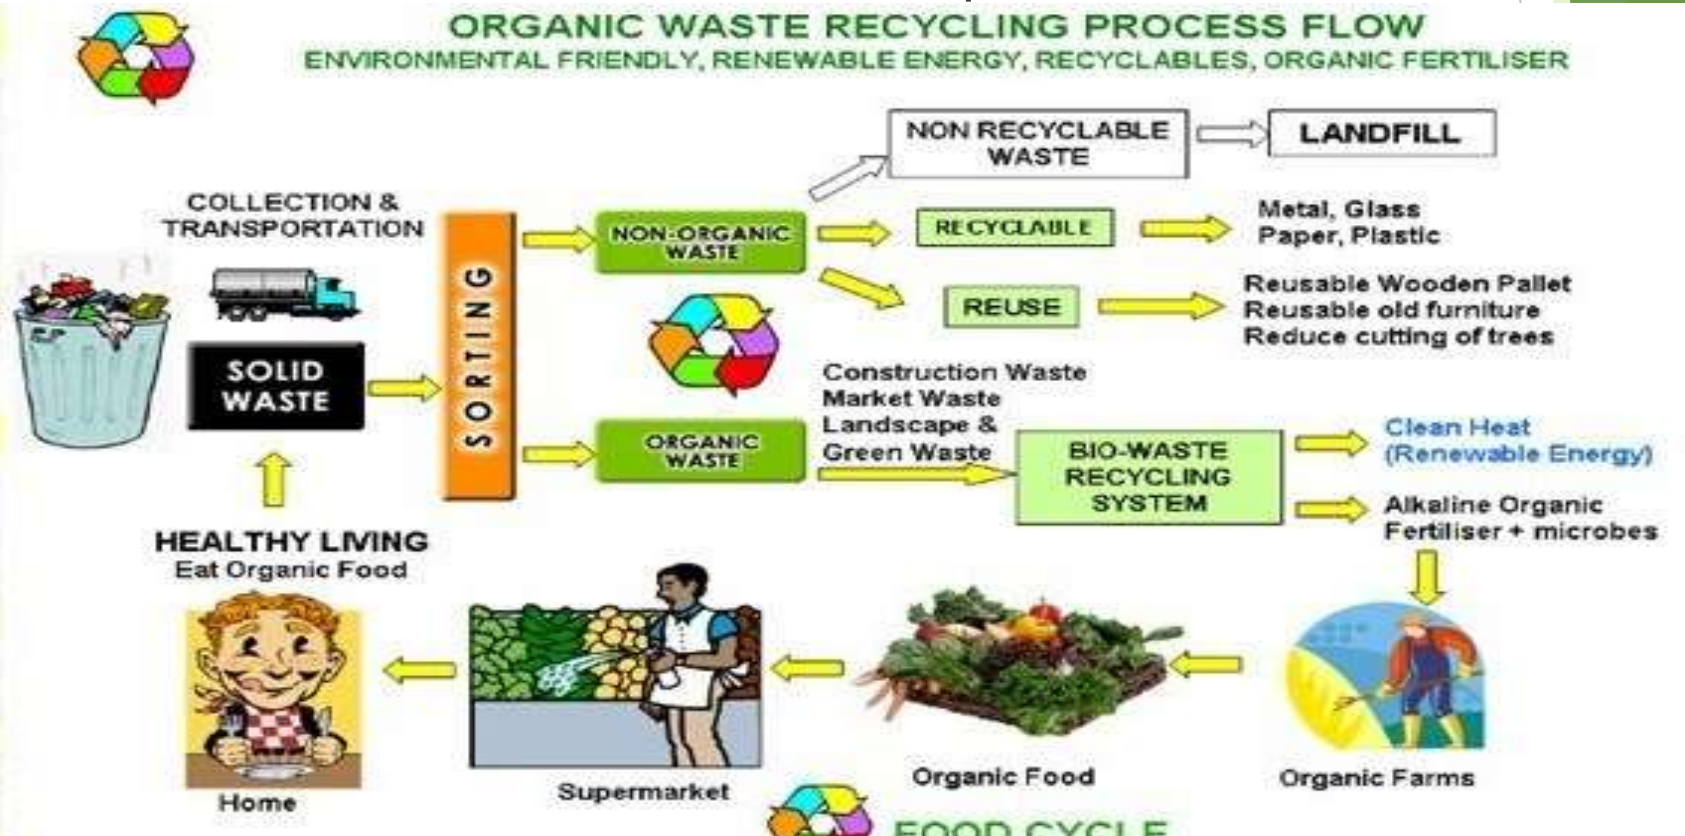 ORGANIC WASTE RECYCLING PROCESS FLOW
ENVIRONMENTAL FRIENDLY, RENEWABLE ENERGY, RECYCLABLES, ORGANIC FERTILISER
NON RECYCLABLE
WASTE
LANDFILL
COLLECTION &
TRANSPORTATION
SOLID
WASTE
SORTING
NON-ORGANIC
WASTE
RECYCLABLE
Metal, Glass
Paper, Plastic
REUSE
Reusable Wooden Pallet
Reusable old furniture
Reduce cutting of trees
ORGANIC
WASTE
Construction Waste
Market Waste
Landscape &
Green Waste
BIO-WASTE
RECYCLING
SYSTEM
Clean Heat
(Renewable Energy)
Alkaline Organic
Fertiliser + microbes
HEALTHY LIVING
Eat Organic Food
Home
Supermarket
Organic Food
Organic Farms
FOOD CYCLE